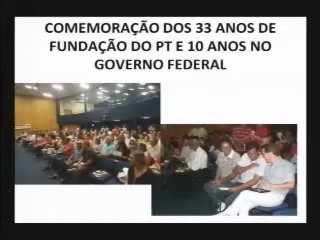 COMEMORAÇÃO DOS 33 ANOS DE
FUNDAÇÃO DO PT E 10 ANOS NO
GOVERNO FEDERAL